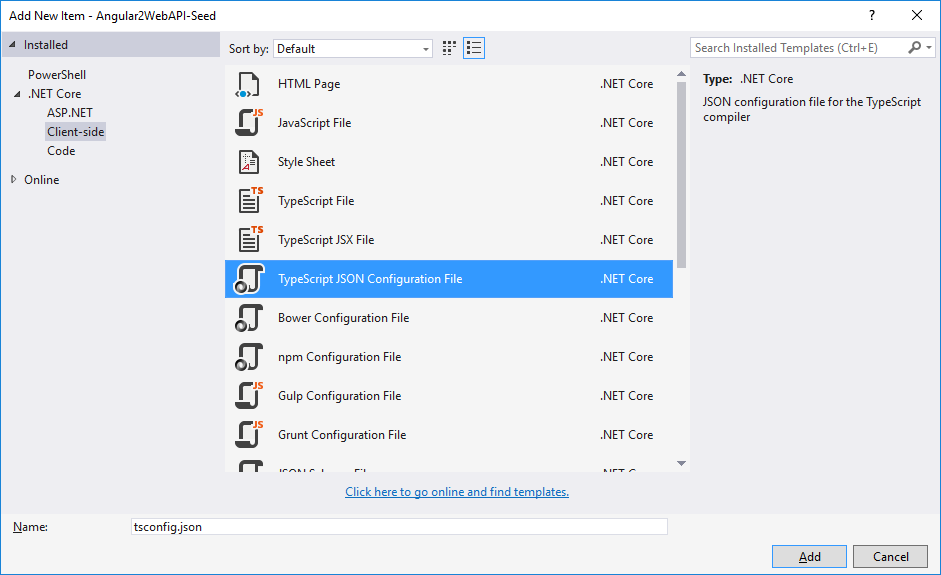 Add New Item - Angular2WebAPI-Seed
?
Installed
PowerShell
.NET Core
ASP.NET
Client-side
Code
Online
Sort by: Default
HTML Page .NET Core
JS
JavaScript File .NET Core
Style Sheet .NET Core
TS
TypeScript File .NET Core
TS
TypeScript JSX File .NET Core
TypeScript JSON Configuration File .NET Core
Bower Configuration File .NET Core
npm Configuration File .NET Core
JS
Gulp Configuration File .NET Core
JS
Grunt Configuration File .NET Core
Click here to go online and find templates.
Search Installed Templates (Ctrl+E)
Type: .NET Core
JSON configuration file for the TypeScript
compiler
Name: tsconfig.json
Add
Cancel